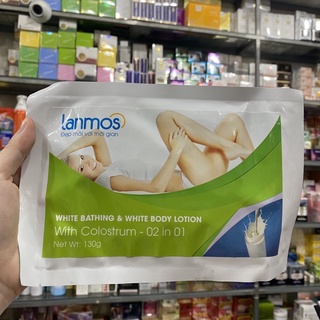 Lanmos
Đẹp mãi với thời gian
WHITE BATHING & WHITE BODY LOTION
With Colostrum - 02 in 01
Net Wt: 130g